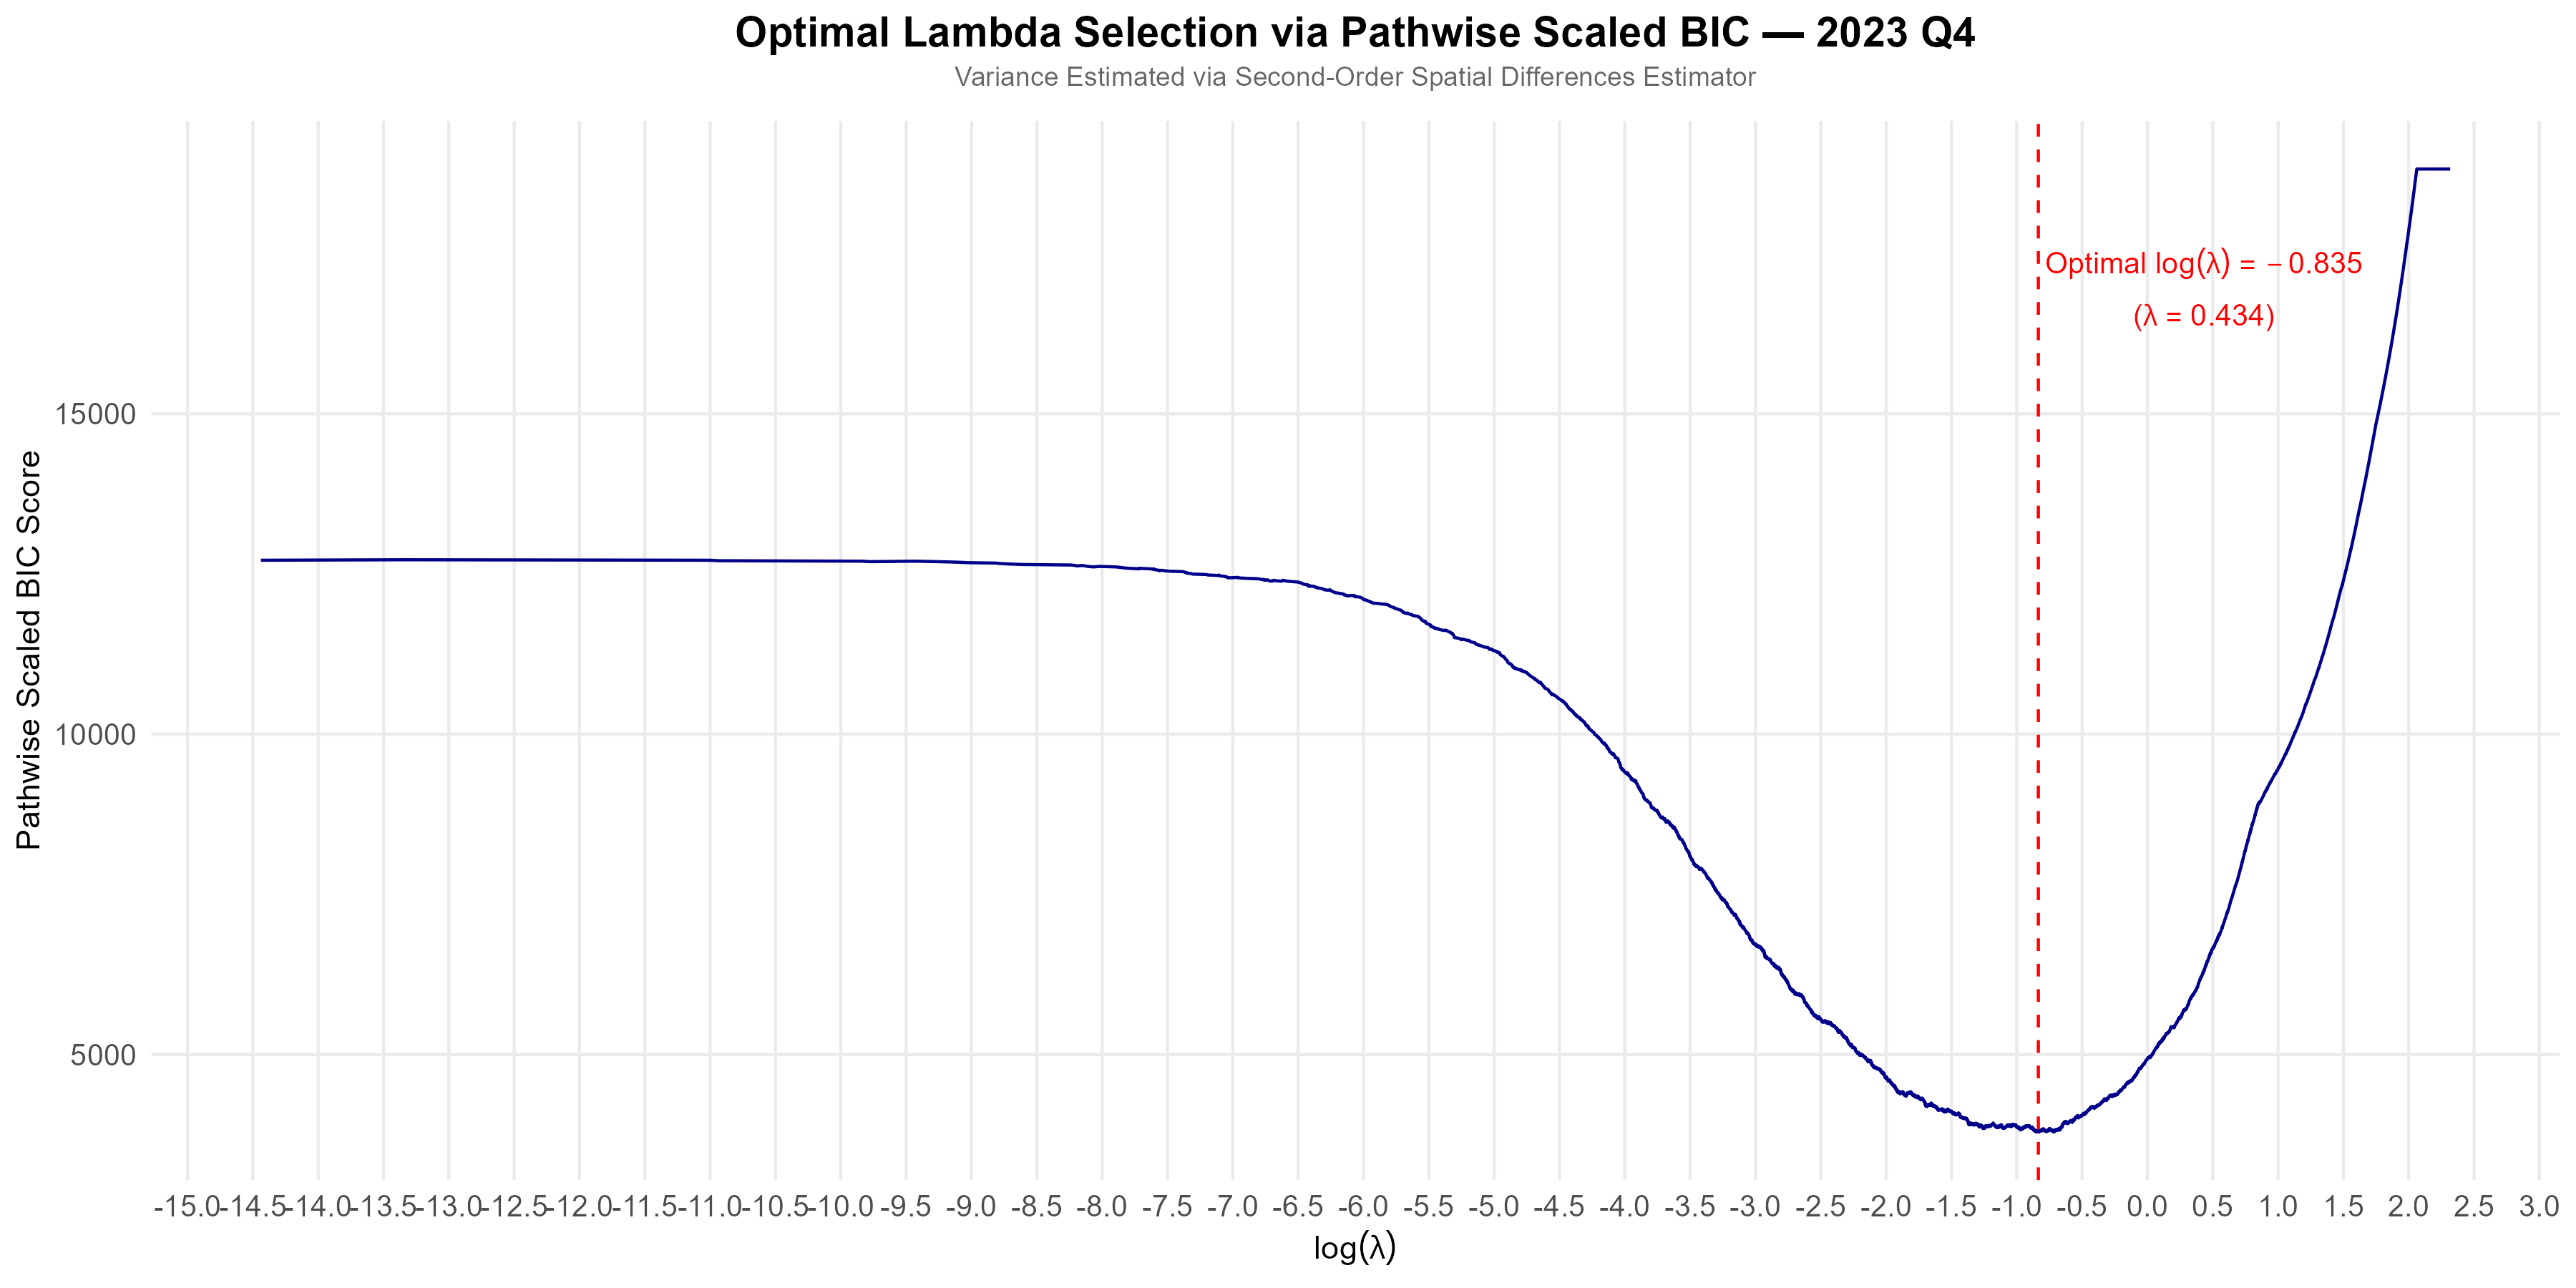 Optimal Lambda Selection via Pathwise Scaled BIC — 2023 Q4
Variance Estimated via Second-Order Spatial Differences Estimator
Optimal log(λ) = −0.835
(λ = 0.434)
Pathwise Scaled BIC Score
15000
10000
5000
-15.0 -14.5 -14.0 -13.5 -13.0 -12.5 -12.0 -11.5 -11.0 -10.5 -10.0 -9.5 -9.0 -8.5 -8.0 -7.5 -7.0 -6.5 -6.0 -5.5 -5.0 -4.5 -4.0 -3.5 -3.0 -2.5 -2.0 -1.5 -1.0 -0.5 0.0 0.5 1.0 1.5 2.0 2.5 3.0
log(λ)